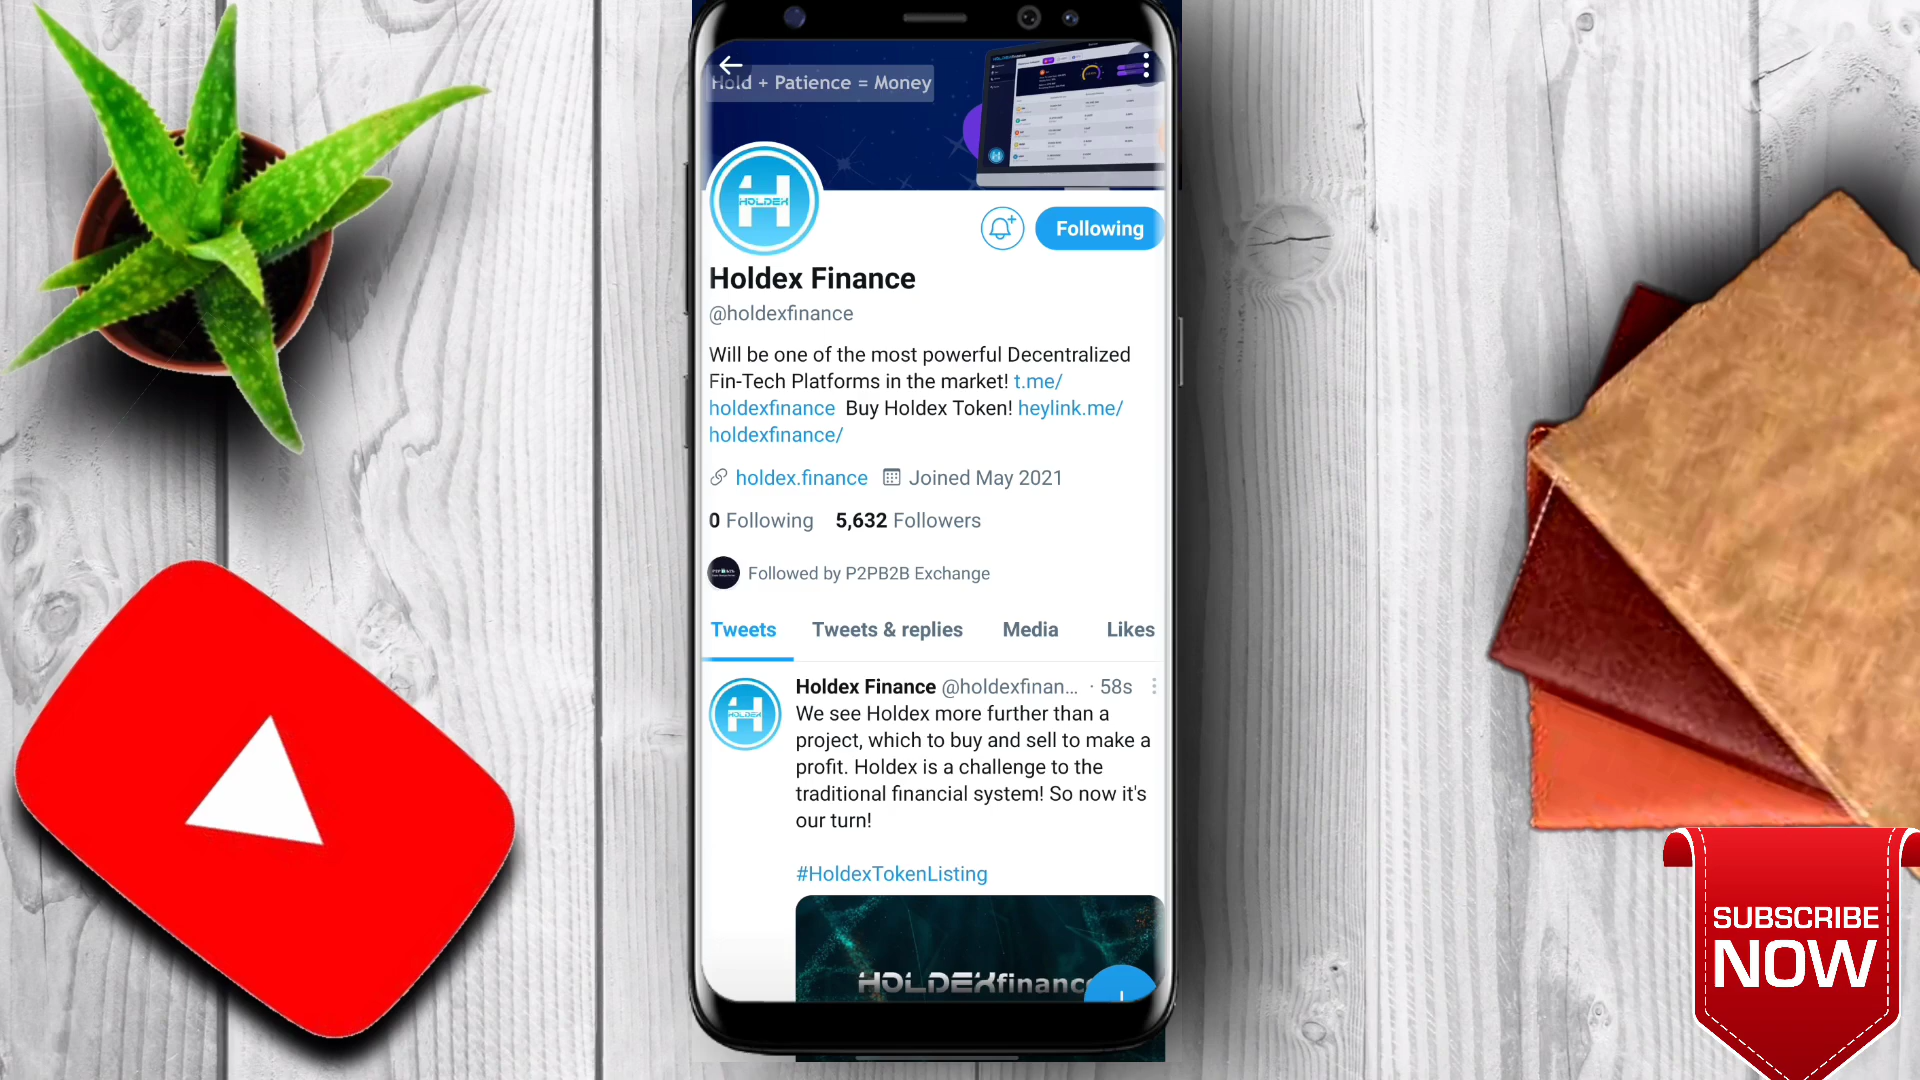 Hold + Patience = Money
HOLDEX
Following
Holdex Finance
@holdexfinance
Will be one of the most powerful Decentralized
Fin-Tech Platforms in the market! t.me/
holdexfinance Buy Holdex Token! heylink.me/
holdexfinance/
holdex.finance Joined May 2021
0 Following 5,632 Followers
Followed by P2PB2B Exchange
Tweets Tweets & replies Media Likes
Holdex Finance @holdexfinan... · 58s
HOLDEX
We see Holdex more further than a
project, which to buy and sell to make a
profit. Holdex is a challenge to the
traditional financial system! So now it's
our turn!
#HoldexTokenListing
HOLDEXfinance
SUBSCRIBE
NOW